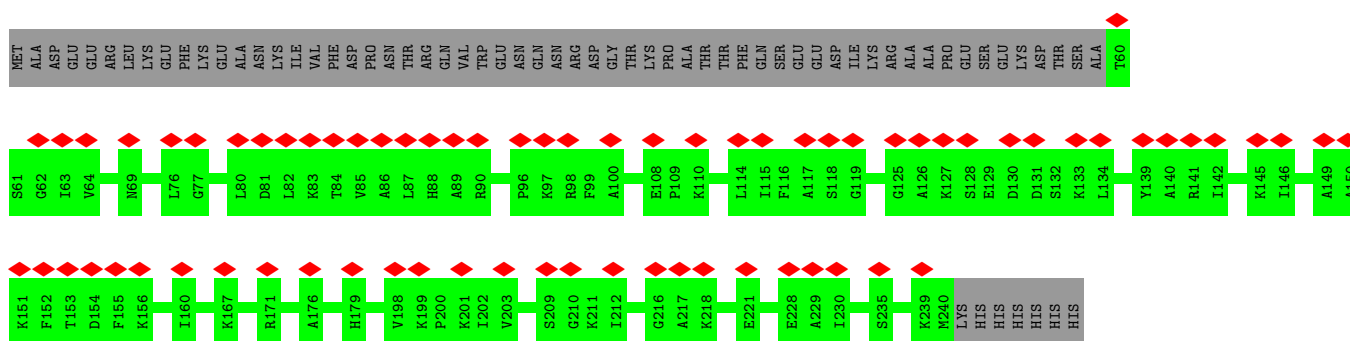 MET ALA ASP GLU GLU ARG LEU LYS GLU PHE LYS GLU ALA ASN LYS ILE VAL PHE ASP PRO ASN THR ARG GLN VAL TRP GLU ASN GLN ASN ARG ASP GLY THR LYS PRO ALA THR THR PHE GLN SER GLU GLU ASP ILE LYS ARG ALA ALA PRO GLU SER GLU LYS ASP THR SER ALA T60
S61 G62 I63 V64 N69 L76 G77 L80 D81 L82 K83 T84 V85 A86 L87 H88 A89 R90 P96 K97 R98 F99 A100 E108 P109 K110 L114 I115 F116 A117 S118 G119 G125 A126 K127 S128 E129 D130 D131 S132 K133 L134 Y139 A140 R141 I142 K145 I146 A149 A150
K151 F152 T153 D154 F155 K156 I160 K167 R171 A176 H179 V198 K199 P200 K201 I202 V203 S209 G210 K211 I212 G216 A217 K218 E221 E228 A229 I230 S235 K239 M240 LYS HIS HIS HIS HIS HIS HIS